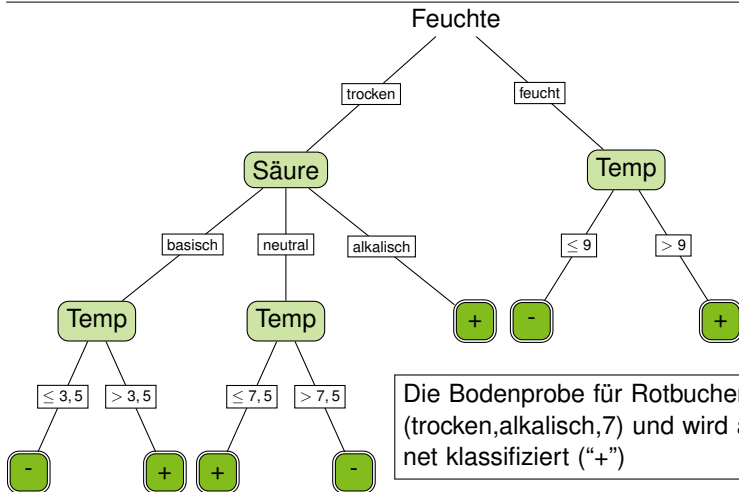 Feuchte
trocken
feucht
Säure
Temp
basisch
neutral
alkalisch
≤ 9
> 9
Temp
Temp
+
-
+
≤ 3, 5
> 3, 5
≤ 7, 5
> 7, 5
-
+
+
-
Die Bodenprobe für Rotbuchen
(trocken,alkalisch,7) und wird a
net klassifiziert (“+”)